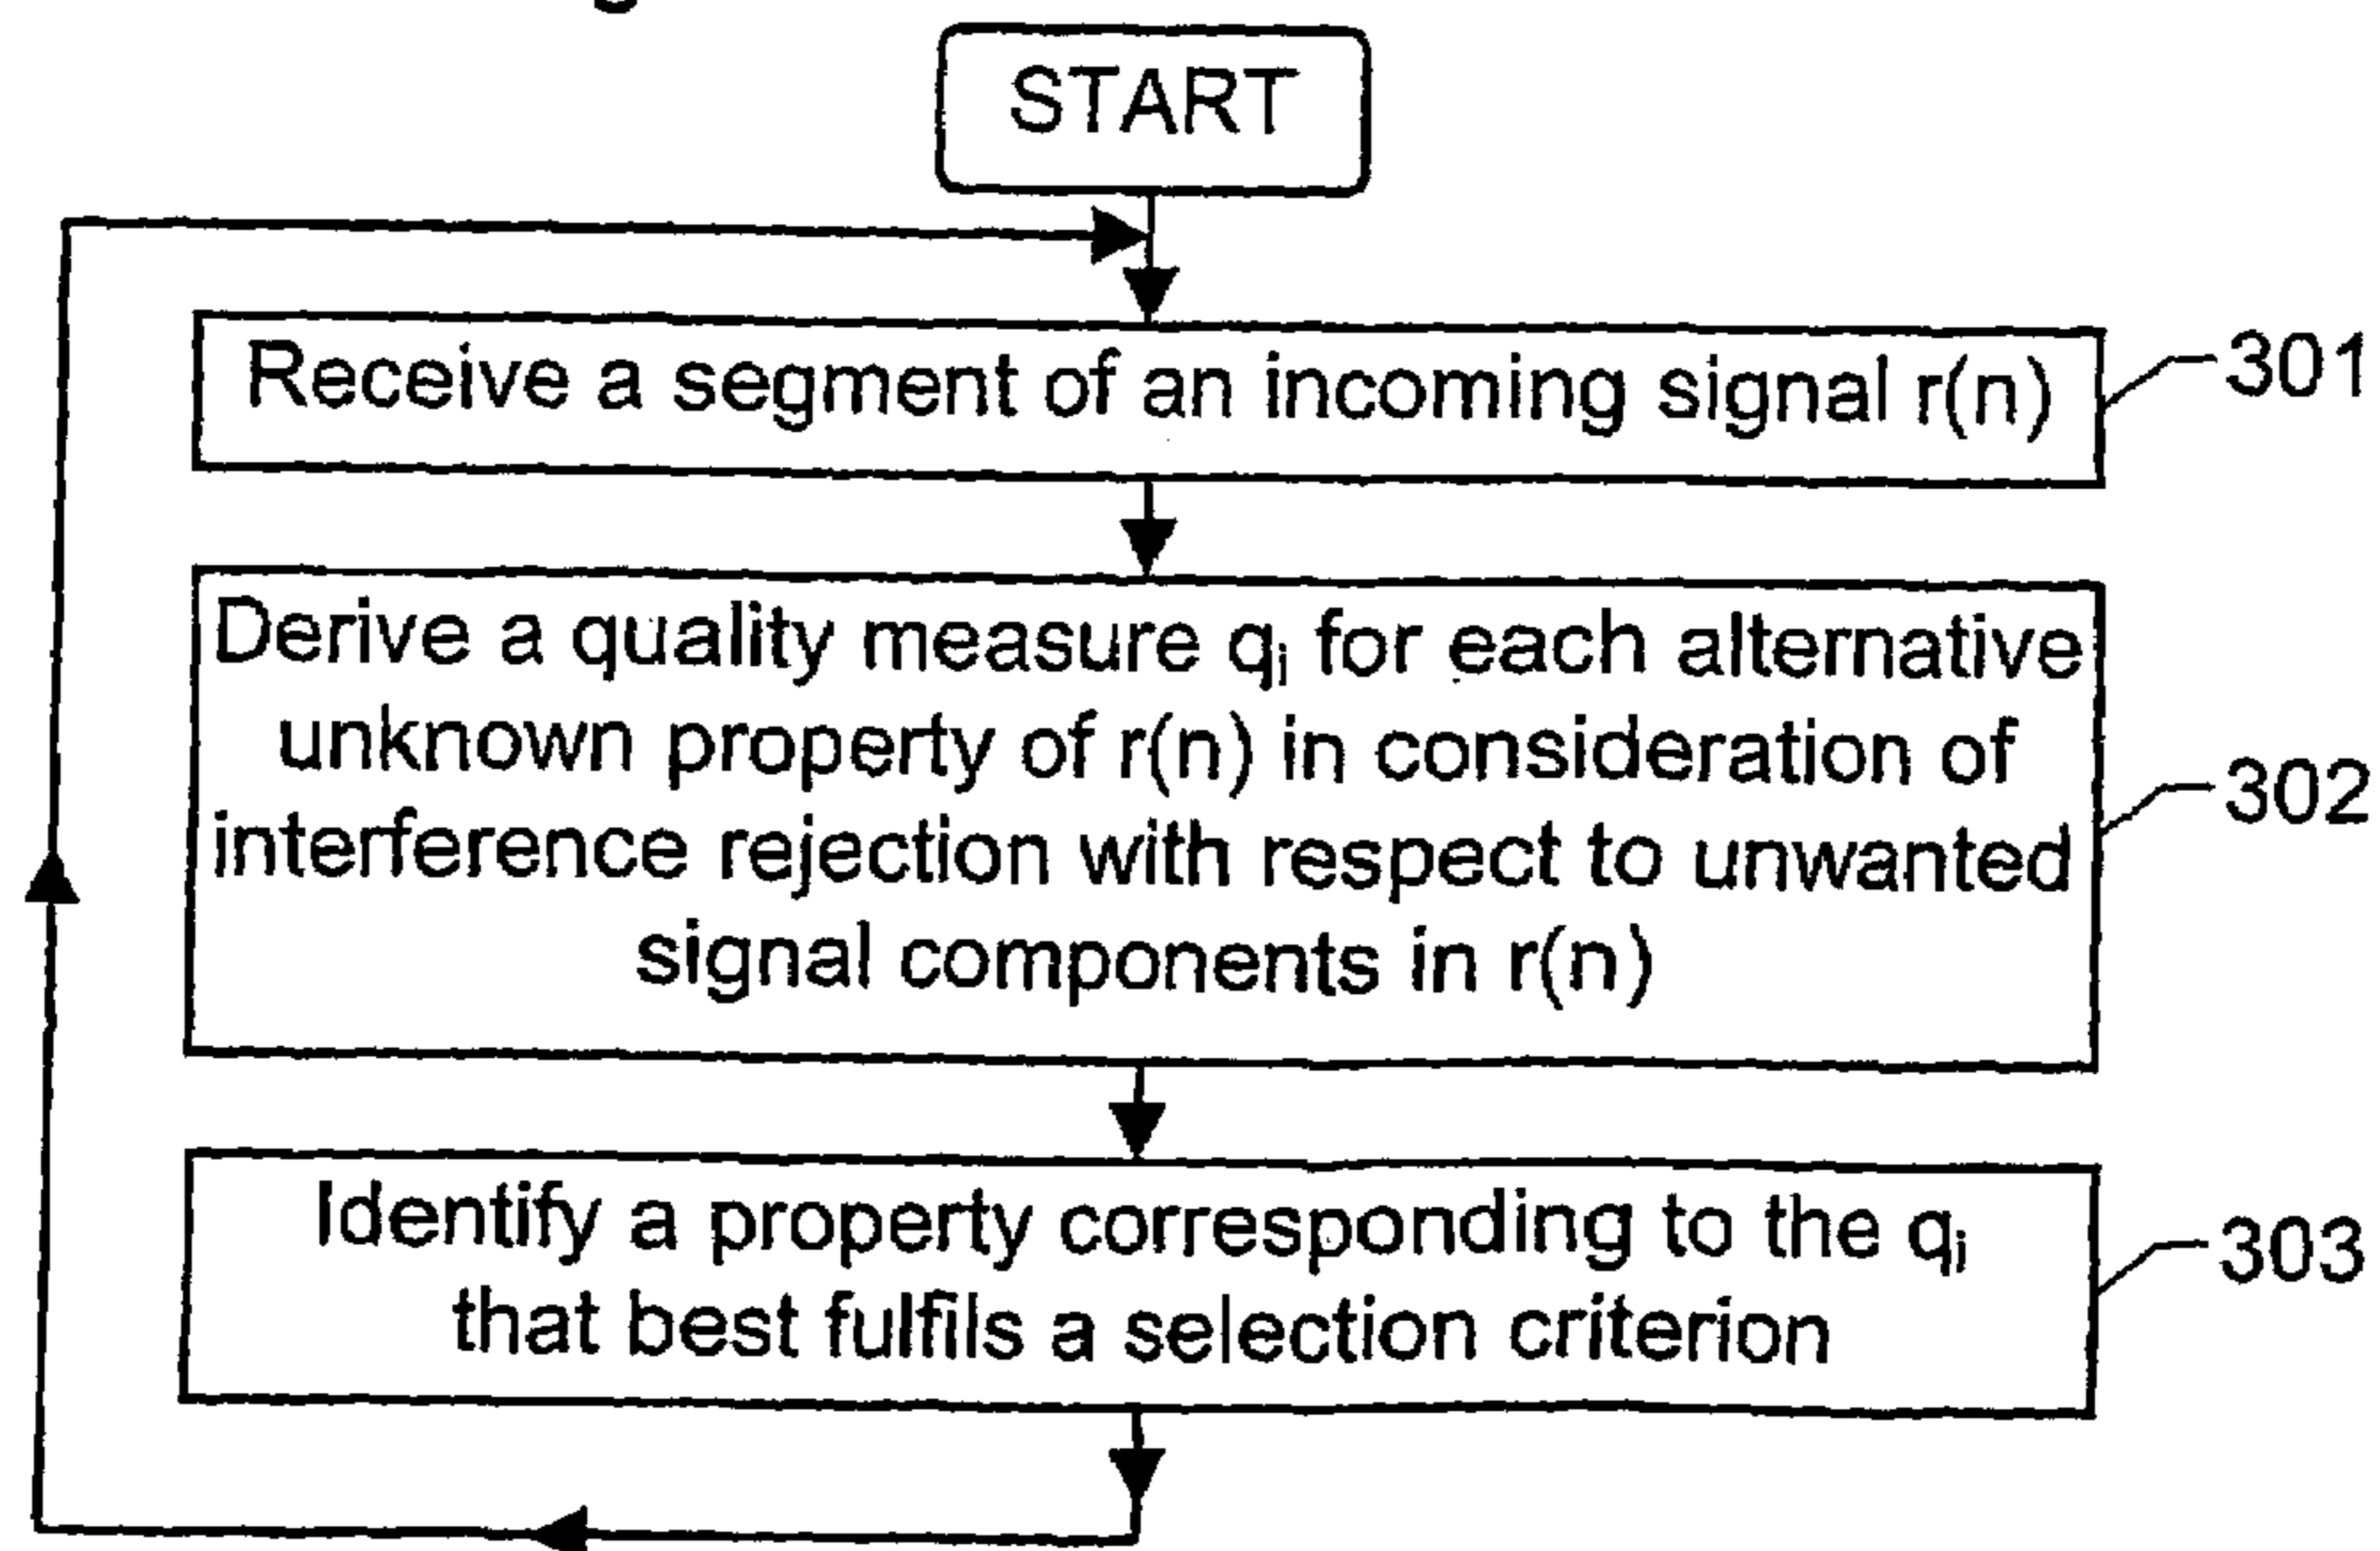 START
Receive a segment of an incoming signal r(n)
301
Derive a quality measure qᵢ for each alternative
unknown property of r(n) in consideration of
interference rejection with respect to unwanted
signal components in r(n)
302
Identify a property corresponding to the qᵢ
that best fulfils a selection criterion
303